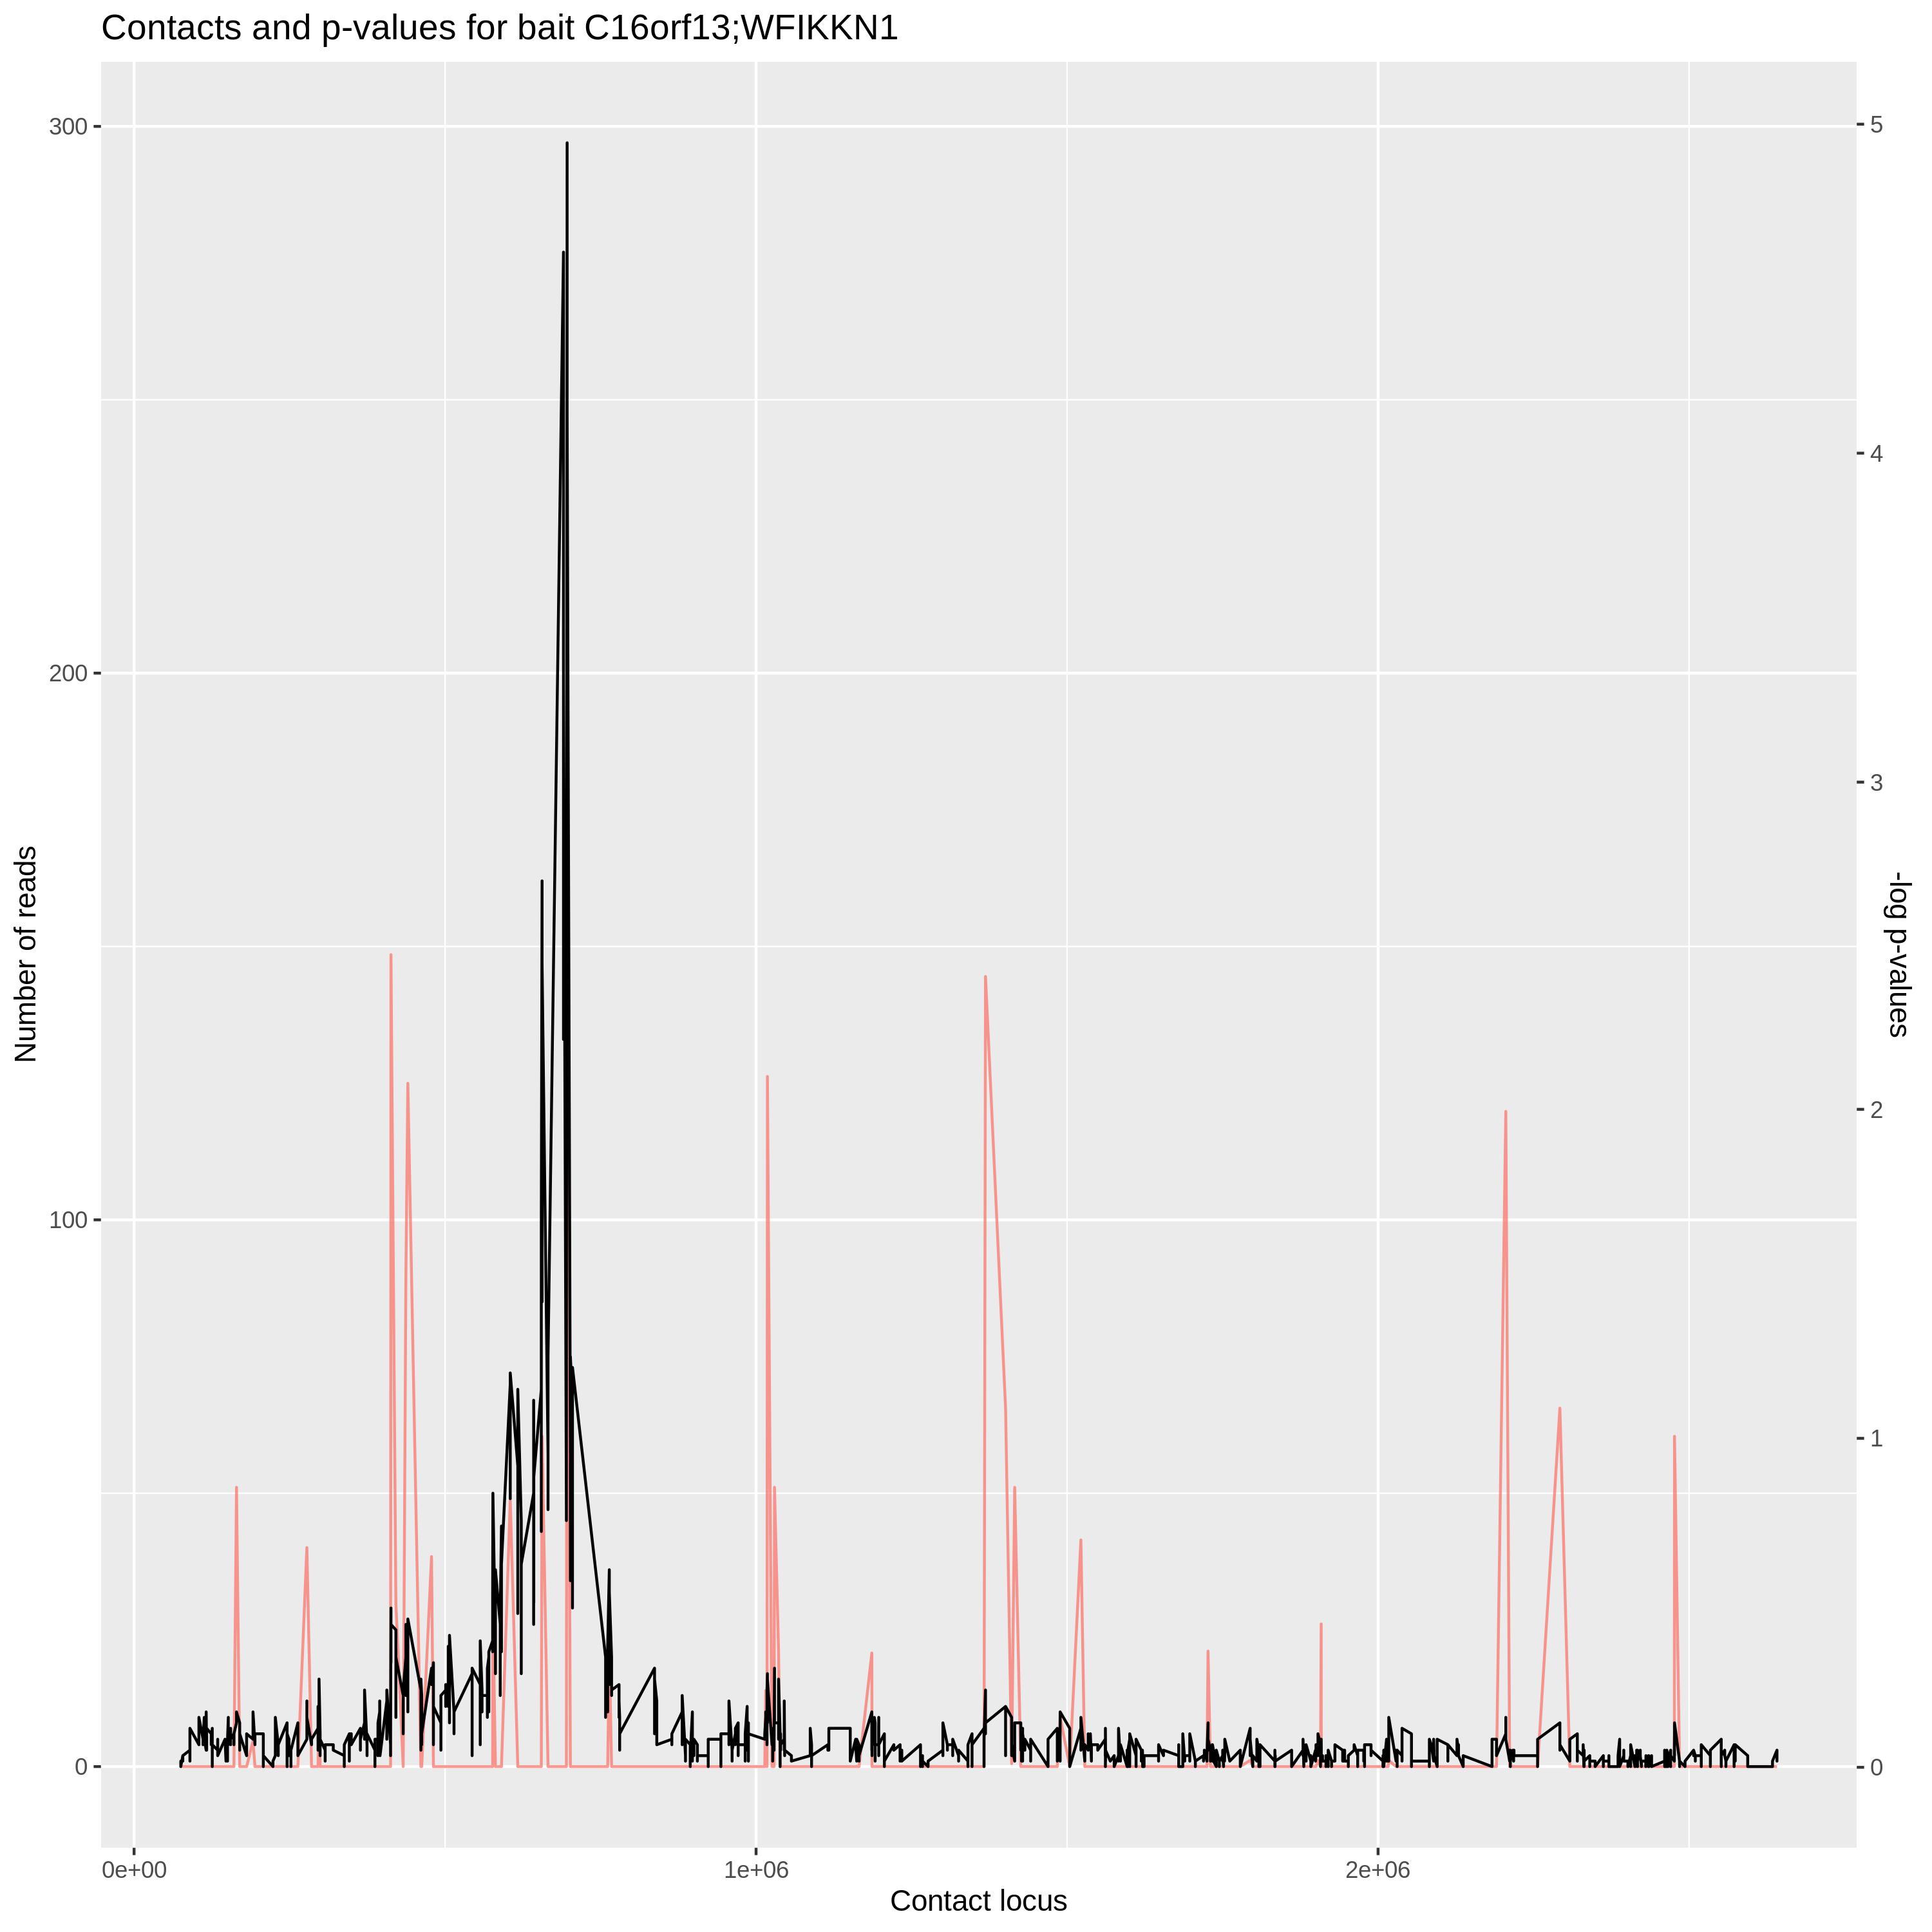 Contacts and p-values for bait C16orf13;WFIKKN1
300
200
100
0
Number of reads
5
4
3
2
1
0
-log p-values
0e+00
1e+06
2e+06
Contact locus